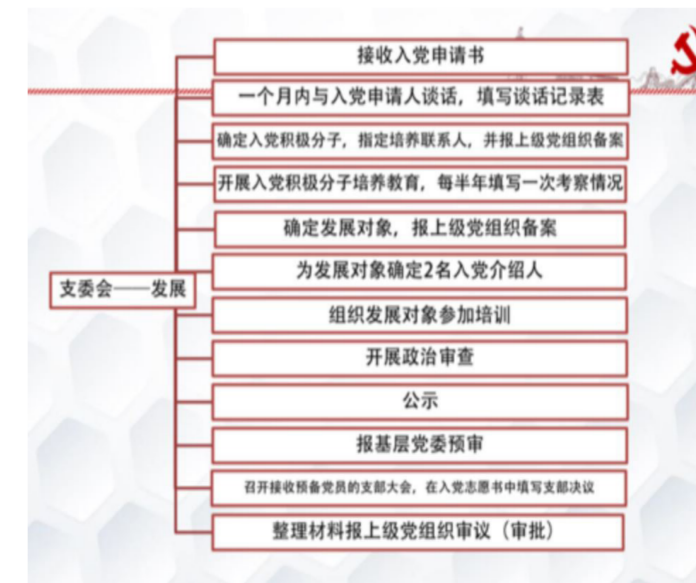 接收入党申请书
一个月内与入党申请人谈话，填写谈话记录表
确定入党积极分子，指定培养联系人，并报上级党组织备案
开展入党积极分子培养教育，每半年填写一次考察情况
确定发展对象，报上级党组织备案
支委会——发展
为发展对象确定2名入党介绍人
组织发展对象参加培训
开展政治审查
公示
报基层党委预审
召开接收预备党员的支部大会，在入党志愿书中填写支部决议
整理材料报上级党组织审议（审批）